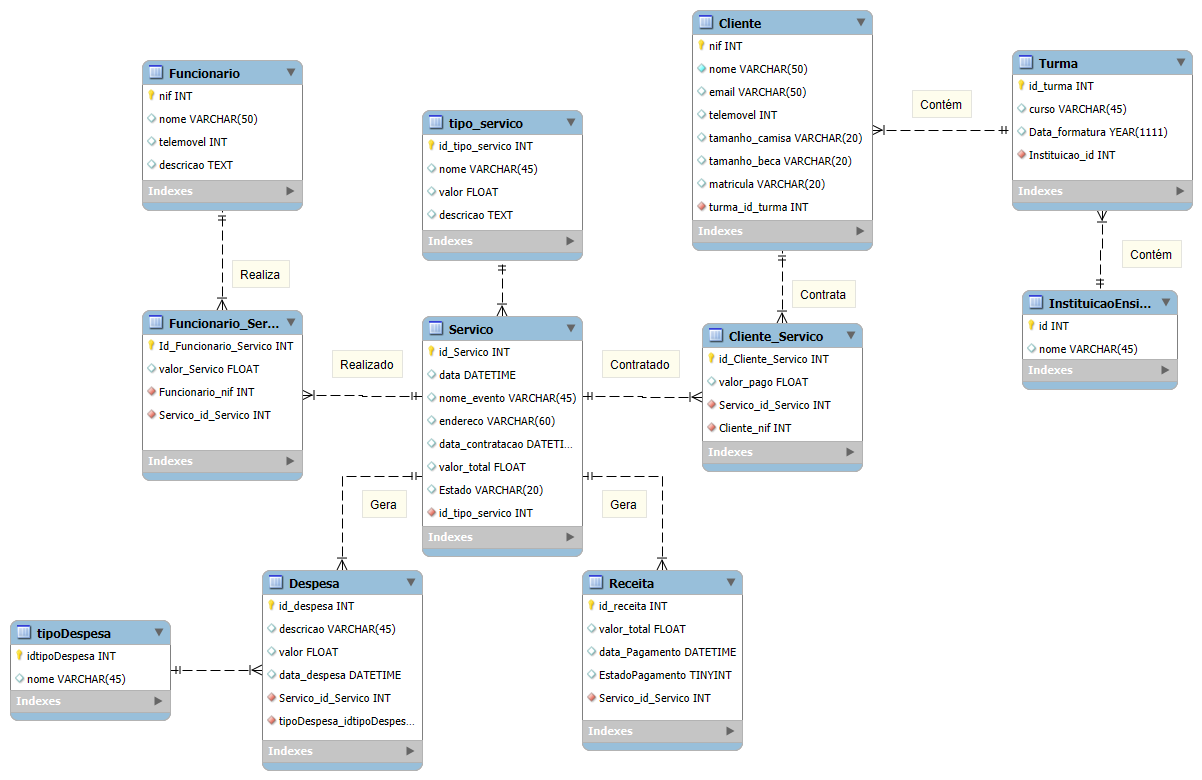 Funcionario
nif INT
nome VARCHAR(50)
telemovel INT
descricao TEXT
Indexes
tipo_servico
id_tipo_servico INT
nome VARCHAR(45)
valor FLOAT
descricao TEXT
Indexes
Cliente
nif INT
nome VARCHAR(50)
email VARCHAR(50)
telemovel INT
tamanho_camisa VARCHAR(20)
tamanho_beca VARCHAR(20)
matricula VARCHAR(20)
turma_id_turma INT
Indexes
Contém
Turma
id_turma INT
curso VARCHAR(45)
Data_formatura YEAR(1111)
Instituicao_id INT
Indexes
Contém
InstituicaoEnsi...
id INT
nome VARCHAR(45)
Indexes
Realiza
Contrata
Funcionario_Ser...
Id_Funcionario_Servico INT
valor_Servico FLOAT
Funcionario_nif INT
Servico_id_Servico INT
Indexes
Realizado
Servico
id_Servico INT
data DATETIME
nome_evento VARCHAR(45)
endereco VARCHAR(60)
data_contratacao DATETI...
valor_total FLOAT
Estado VARCHAR(20)
id_tipo_servico INT
Indexes
Contratado
Cliente_Servico
id_Cliente_Servico INT
valor_pago FLOAT
Servico_id_Servico INT
Cliente_nif INT
Indexes
Gera
Gera
tipoDespesa
idtipoDespesa INT
nome VARCHAR(45)
Indexes
Despesa
id_despesa INT
descricao VARCHAR(45)
valor FLOAT
data_despesa DATETIME
Servico_id_Servico INT
tipoDespesa_idtipoDespes...
Indexes
Receita
id_receita INT
valor_total FLOAT
data_Pagamento DATETIME
EstadoPagamento TINYINT
Servico_id_Servico INT
Indexes